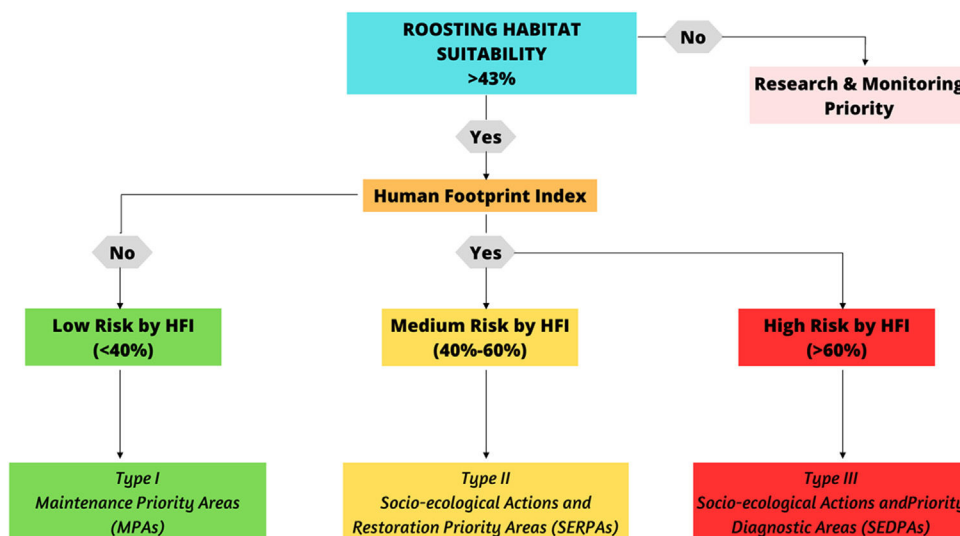 ROOSTING HABITAT
SUITABILITY
>43%
No
Research & Monitoring
Priority
Yes
Human Footprint Index
No
Yes
Low Risk by HFI
(<40%)
Medium Risk by HFI
(40%-60%)
High Risk by HFI
(>60%)
Type I
Maintenance Priority Areas
(MPAs)
Type II
Socio-ecological Actions and
Restoration Priority Areas (SERPAs)
Type III
Socio-ecological Actions andPriority
Diagnostic Areas (SEDPAs)